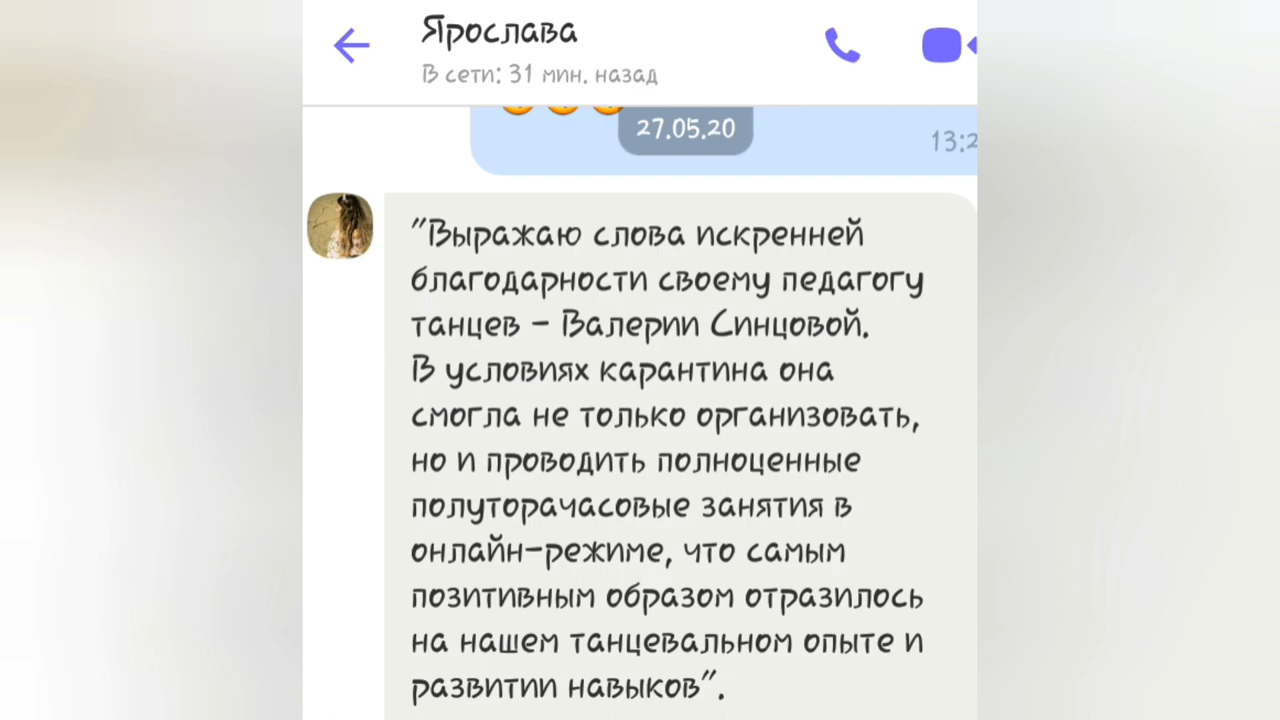 Ярослава
В сети: 31 мин. назад
27.05.20
"Выражаю слова искренней
благодарности своему педагогу
танцев - Валерии Синцовой.
В условиях карантина она
смогла не только организовать,
но и проводить полноценные
полуторачасовые занятия в
онлайн-режиме, что самым
позитивным образом отразилось
на нашем танцевальном опыте и
развитии навыков".